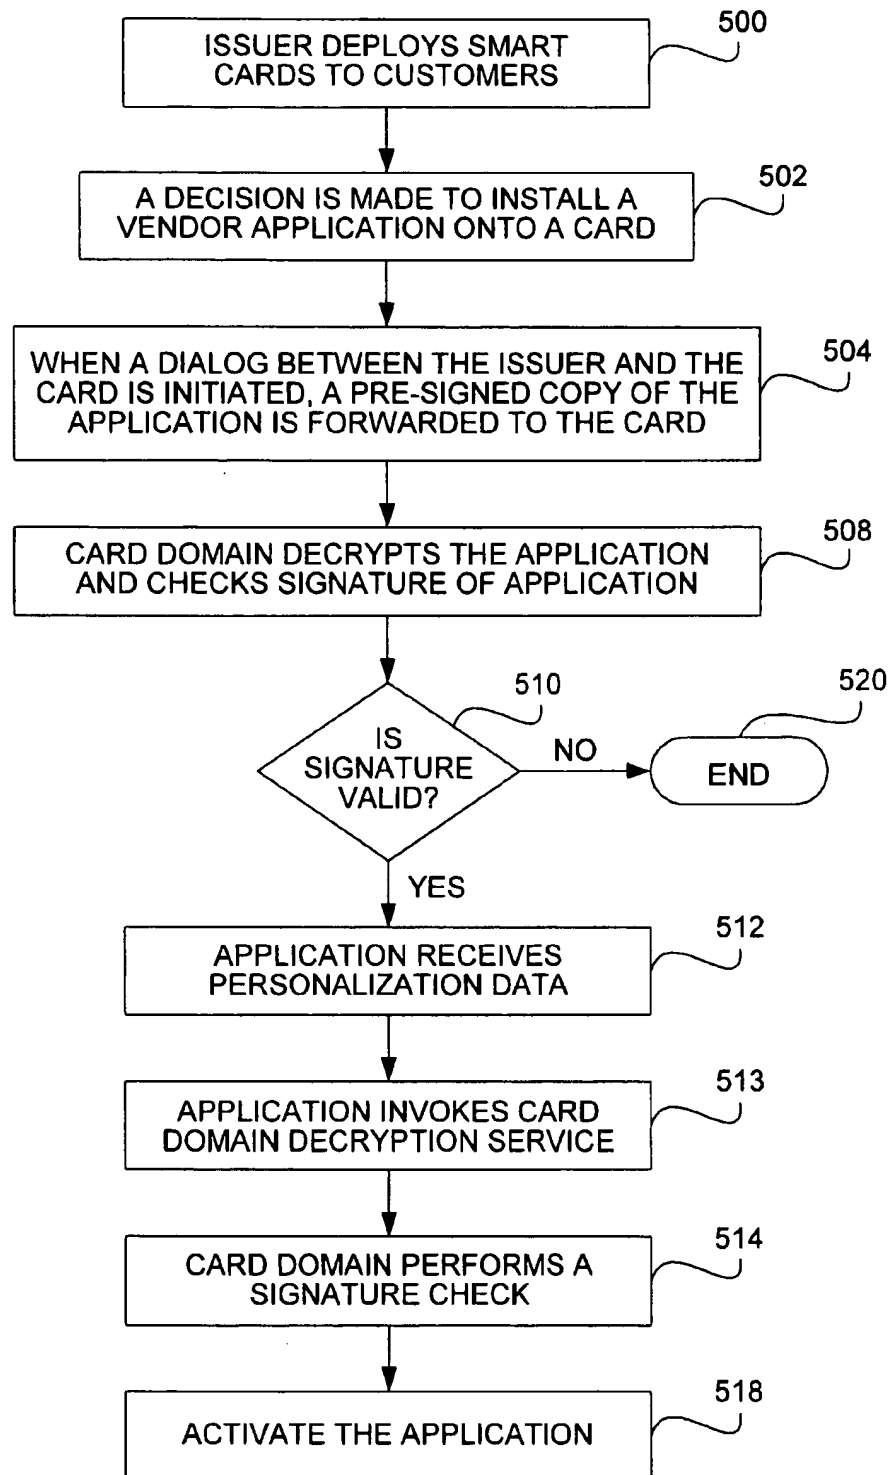 500
ISSUER DEPLOYS SMART
CARDS TO CUSTOMERS
502
A DECISION IS MADE TO INSTALL A
VENDOR APPLICATION ONTO A CARD
504
WHEN A DIALOG BETWEEN THE ISSUER AND THE
CARD IS INITIATED, A PRE-SIGNED COPY OF THE
APPLICATION IS FORWARDED TO THE CARD
508
CARD DOMAIN DECRYPTS THE APPLICATION
AND CHECKS SIGNATURE OF APPLICATION
510
520
IS
SIGNATURE
VALID?
NO
END
YES
512
APPLICATION RECEIVES
PERSONALIZATION DATA
513
APPLICATION INVOKES CARD
DOMAIN DECRYPTION SERVICE
514
CARD DOMAIN PERFORMS A
SIGNATURE CHECK
518
ACTIVATE THE APPLICATION